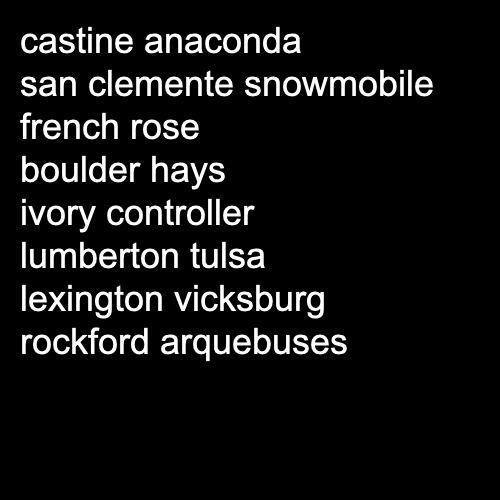 castine anaconda
san clemente snowmobile
french rose
boulder hays
ivory controller
lumberton tulsa
lexington vicksburg
rockford arquebuses